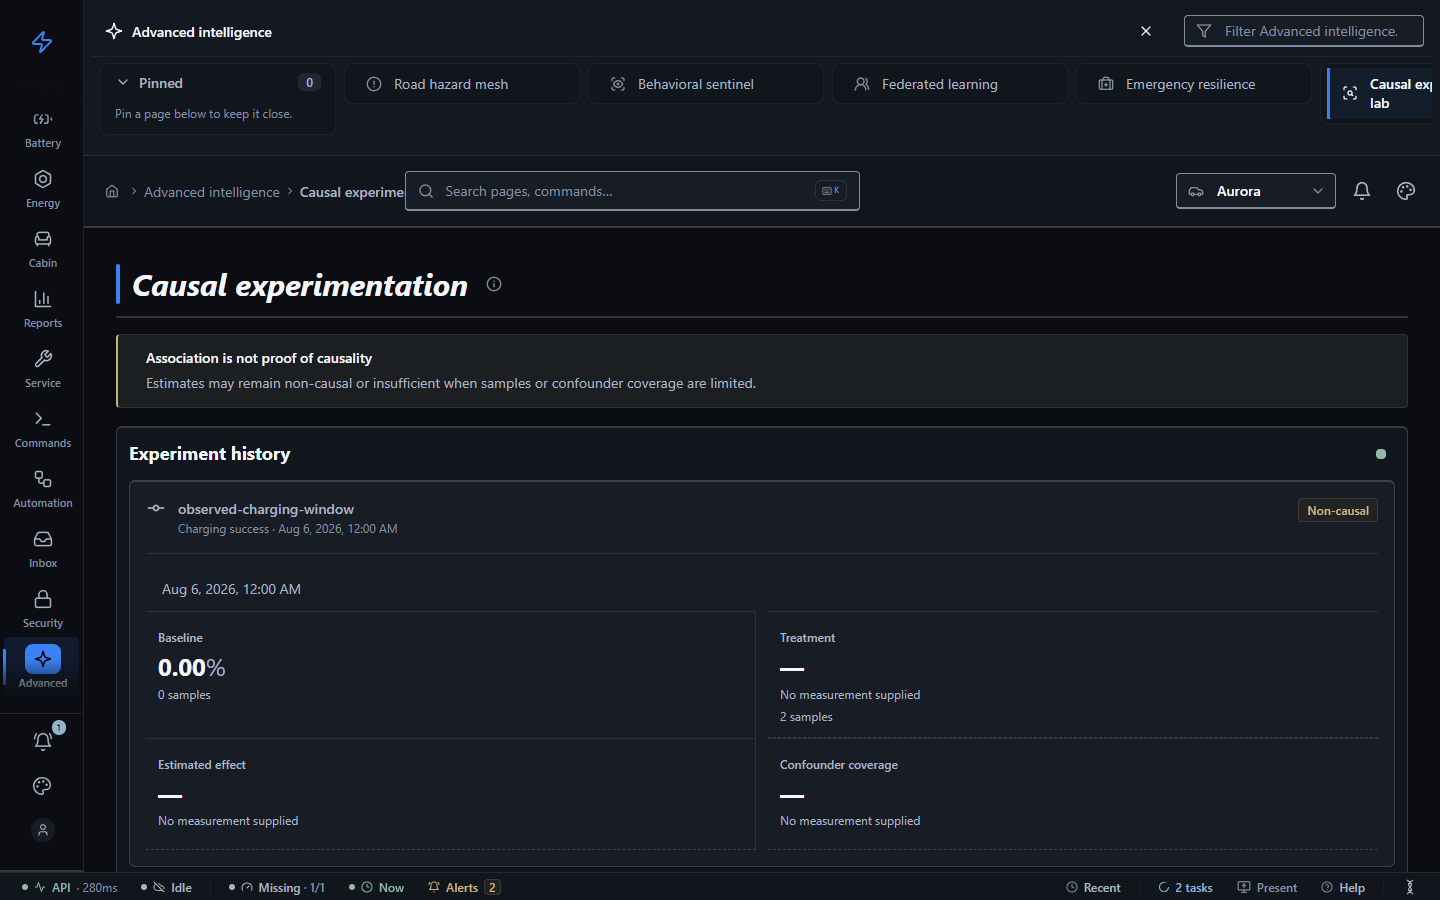 Advanced intelligence
Filter Advanced intelligence.
Pinned
0
Pin a page below to keep it close.
Road hazard mesh
Behavioral sentinel
Federated learning
Emergency resilience
Causal exp
lab
Battery
Energy
Cabin
Reports
Service
Commands
Automation
Inbox
Security
Advanced
1
Advanced intelligence
Causal experime
Search pages, commands...
K
Aurora
Causal experimentation
Association is not proof of causality
Estimates may remain non-causal or insufficient when samples or confounder coverage are limited.
Experiment history
observed-charging-window
Charging success · Aug 6, 2026, 12:00 AM
Non-causal
Aug 6, 2026, 12:00 AM
Baseline
0.00%
0 samples
Treatment
—
No measurement supplied
2 samples
Estimated effect
—
No measurement supplied
Confounder coverage
—
No measurement supplied
API · 280ms
Idle
Missing · 1/1
Now
Alerts 2
Recent
2 tasks
Present
Help